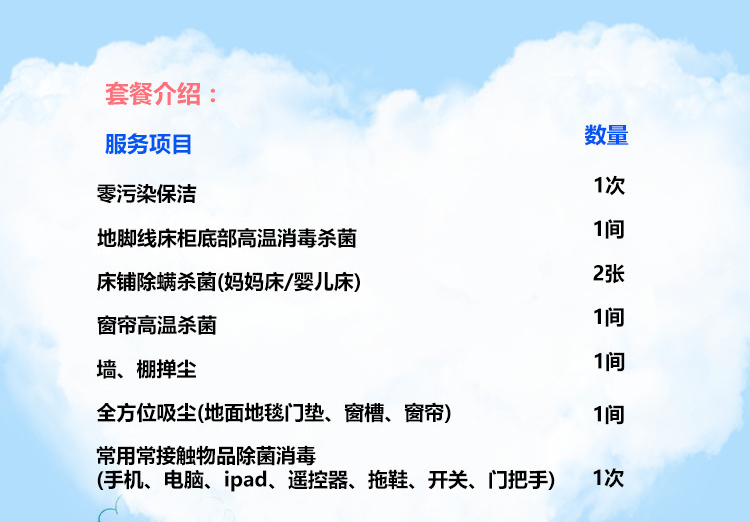 套餐介绍：
服务项目 数量
零污染保洁 1次
地脚线床柜底部高温消毒杀菌 1间
床铺除螨杀菌(妈妈床/婴儿床) 2张
窗帘高温杀菌 1间
墙、棚掸尘 1间
全方位吸尘(地面地毯门垫、窗槽、窗帘) 1间
常用常接触物品除菌消毒
(手机、电脑、ipad、遥控器、拖鞋、开关、门把手) 1次